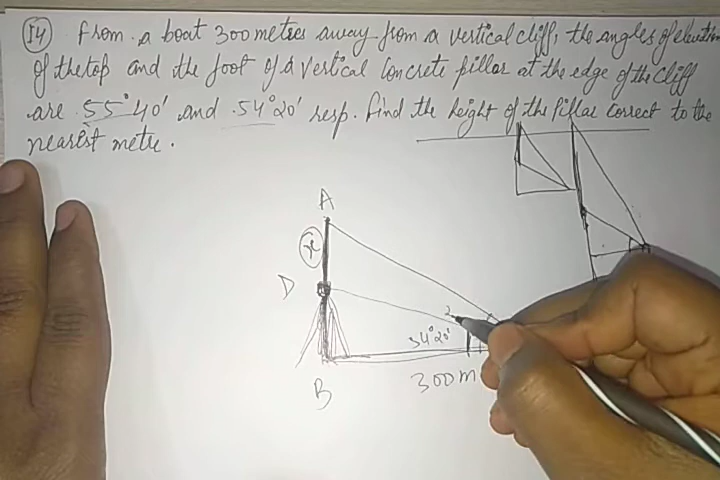 54 From a boat 300 metres away from a vertical cliff, the angles of elevation
of the top and the foot of a vertical concrete pillar at the edge of the cliff
are 55°40' and 54°20' resp. Find the height of the Pillar correct to the
nearest metre.
A
x
D
54°20'
300m
B